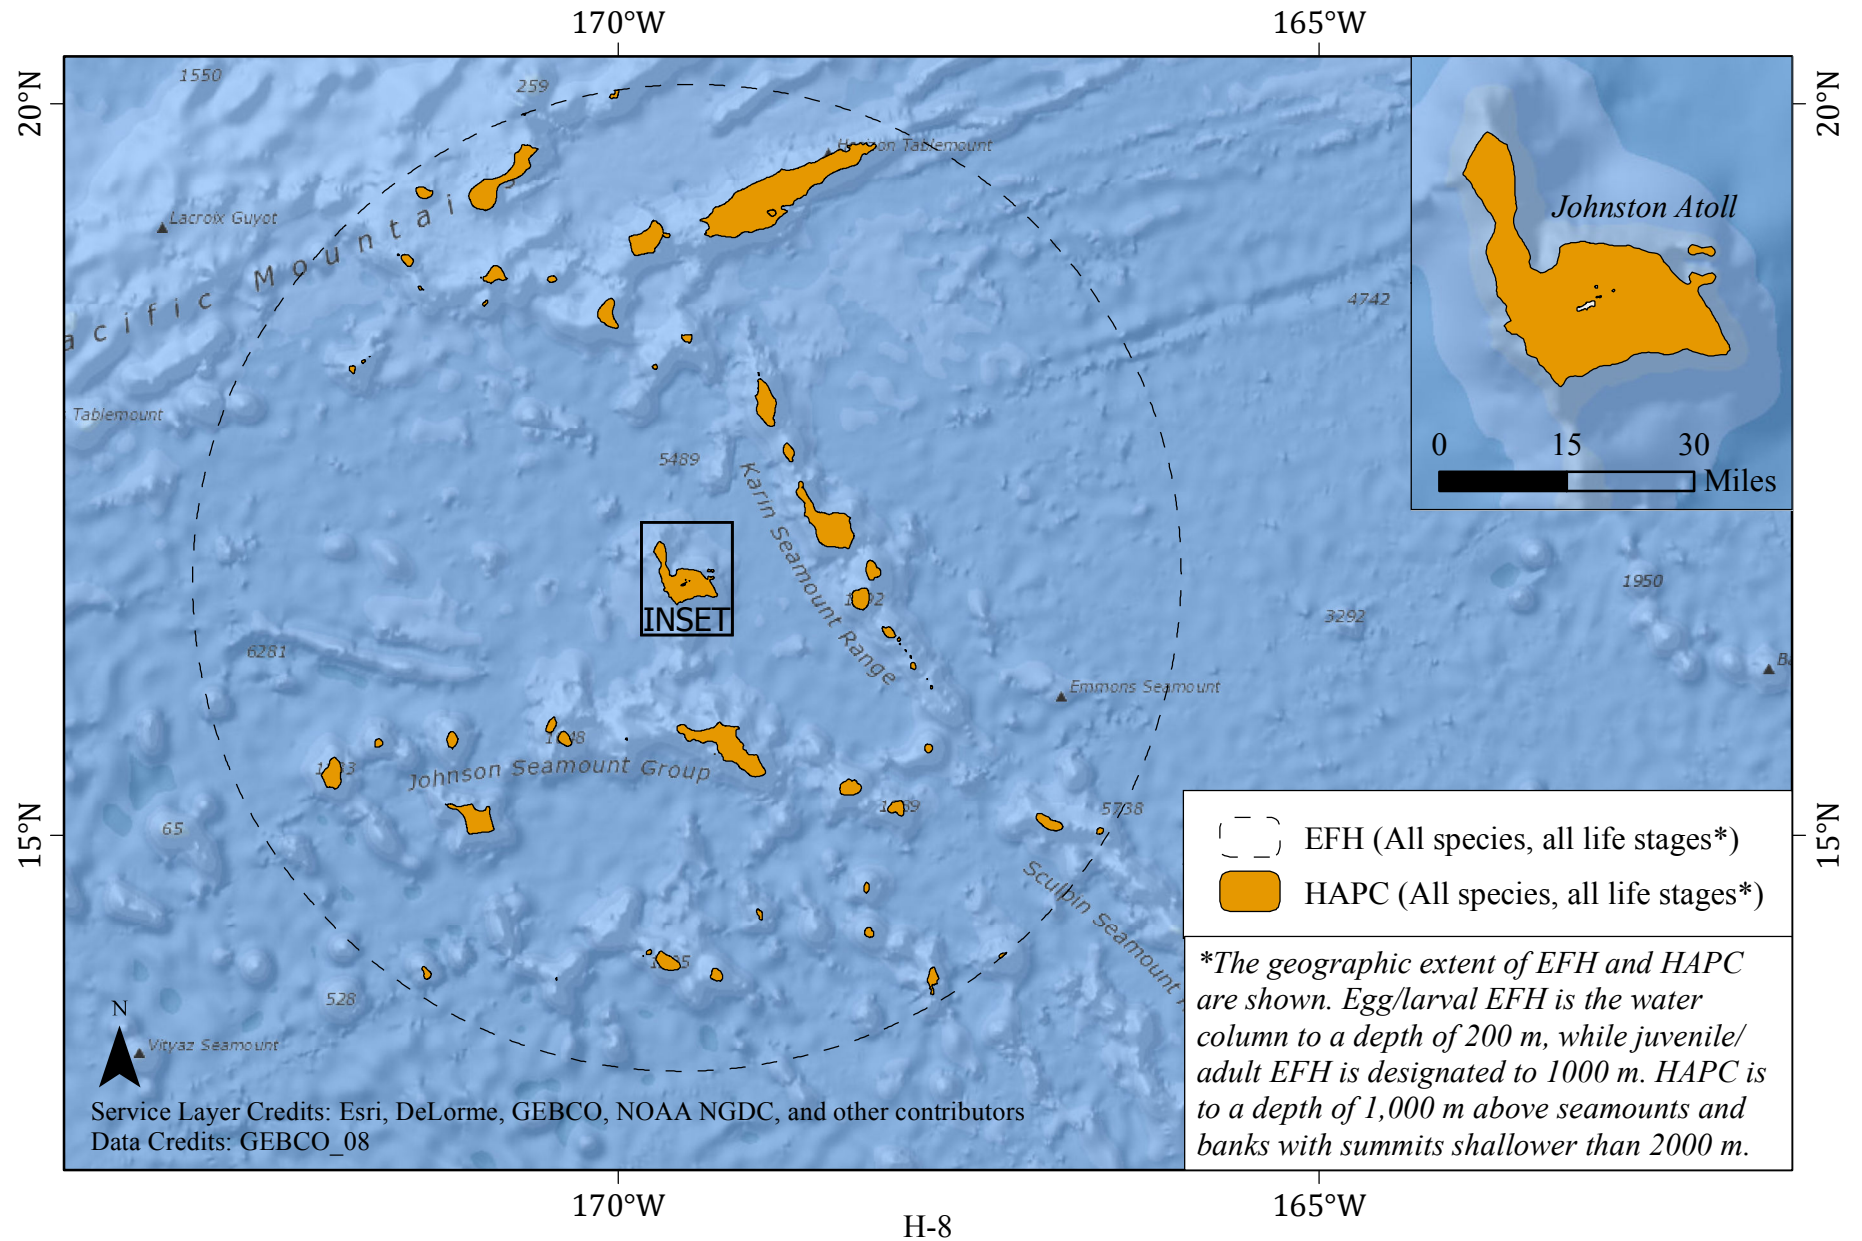 170°W
165°W
20°N
20°N
1550
259
Lacroix Guyot
acific Mountai
Tablemount
4742
5489
Karin Seamount Range
INSET
6281
1950
3292
Emmons Seamount
Johnson Seamount Group
5738
65
Sculpin Seamount
528
Vityaz Seamount
N
15°N
15°N
Johnston Atoll
0 15 30
Miles
EFH (All species, all life stages*)
HAPC (All species, all life stages*)
*The geographic extent of EFH and HAPC
are shown. Egg/larval EFH is the water
column to a depth of 200 m, while juvenile/
adult EFH is designated to 1000 m. HAPC is
to a depth of 1,000 m above seamounts and
banks with summits shallower than 2000 m.
Service Layer Credits: Esri, DeLorme, GEBCO, NOAA NGDC, and other contributors
Data Credits: GEBCO_08
170°W
165°W
H-8